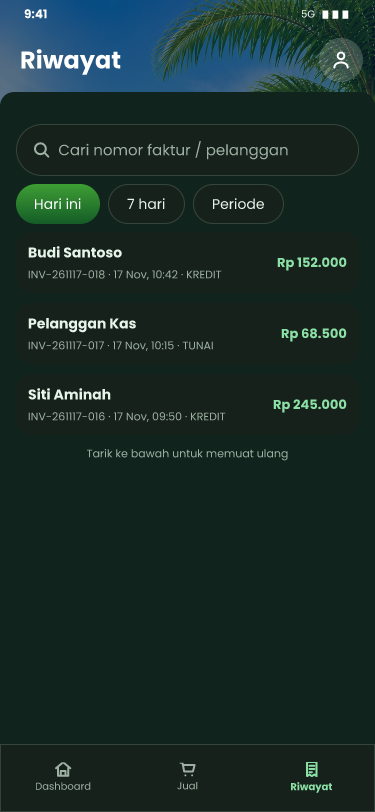 9:41
5G
Riwayat
Cari nomor faktur / pelanggan
Hari ini
7 hari
Periode
Budi Santoso
INV-261117-018 · 17 Nov, 10:42 · KREDIT
Rp 152.000
Pelanggan Kas
INV-261117-017 · 17 Nov, 10:15 · TUNAI
Rp 68.500
Siti Aminah
INV-261117-016 · 17 Nov, 09:50 · KREDIT
Rp 245.000
Tarik ke bawah untuk memuat ulang
Dashboard
Jual
Riwayat